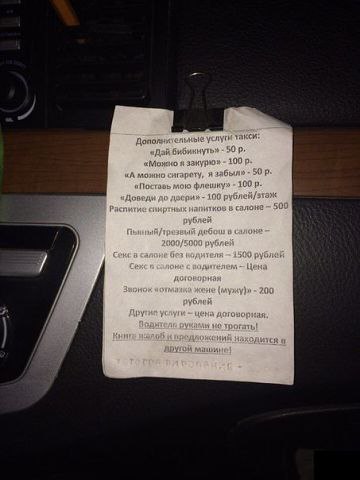 Дополнительные услуги такси:
«Дай бибикнуть» - 50 р.
«Можно я закурю» - 100 р.
«А можно сигарету, я забыл» - 50 р.
«Поставь мою флешку» - 100 р.
«Доведи до двери» - 100 рублей/этаж
Распитие спиртных напитков в салоне – 500
рублей
Пьяный/трезвый дебош в салоне –
2000/5000 рублей
Секс в салоне без водителя – 1500 рублей
Секс в салоне с водителем – Цена
договорная
Звонок «отмазка жене (мужу)» - 200
рублей
Другие услуги – цена договорная.
Водителя руками не трогать!
Книга жалоб и предложений находится в
другой машине!